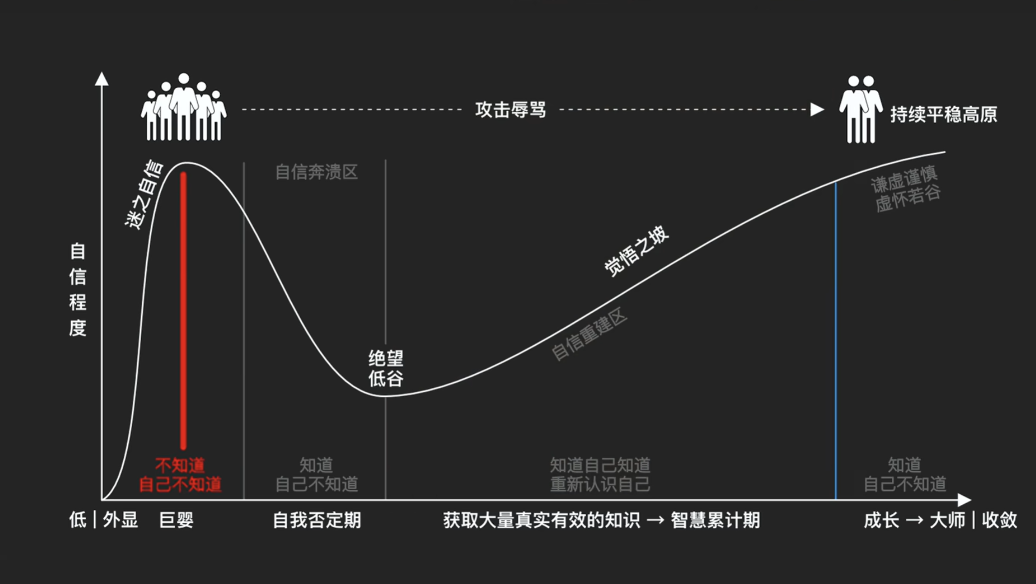 攻击辱骂
持续平稳高原
迷之自信
自信奔溃区
谦虚谨慎
虚怀若谷
觉悟之坡
自信重建区
自信程度
绝望
低谷
不知道
自己不知道
知道
自己不知道
知道自己知道
重新认识自己
知道
自己不知道
低 | 外显
巨婴
自我否定期
获取大量真实有效的知识 → 智慧累计期
成长 → 大师 | 收敛